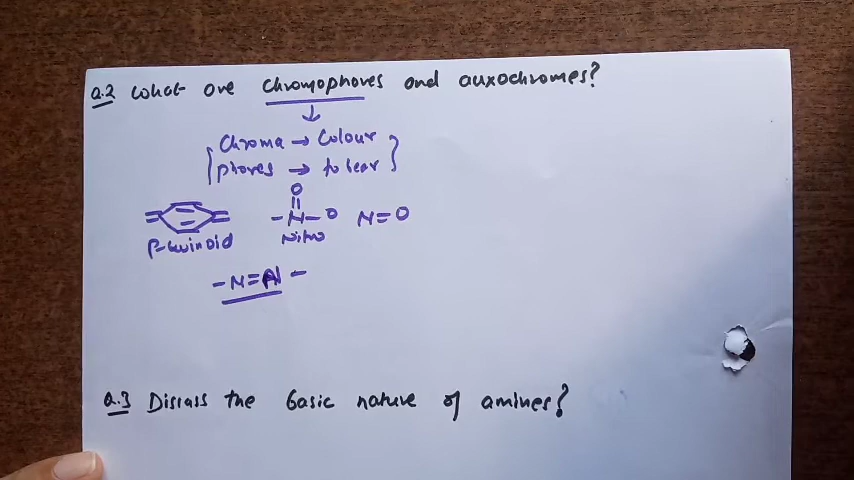 Q.2 What are chromophores and auxochromes?
Chroma → Colour
phores → to bear
O
-N-O N=O
p-Quinoid Nitro
-N=N-
Q.3 Discuss the basic nature of amines?